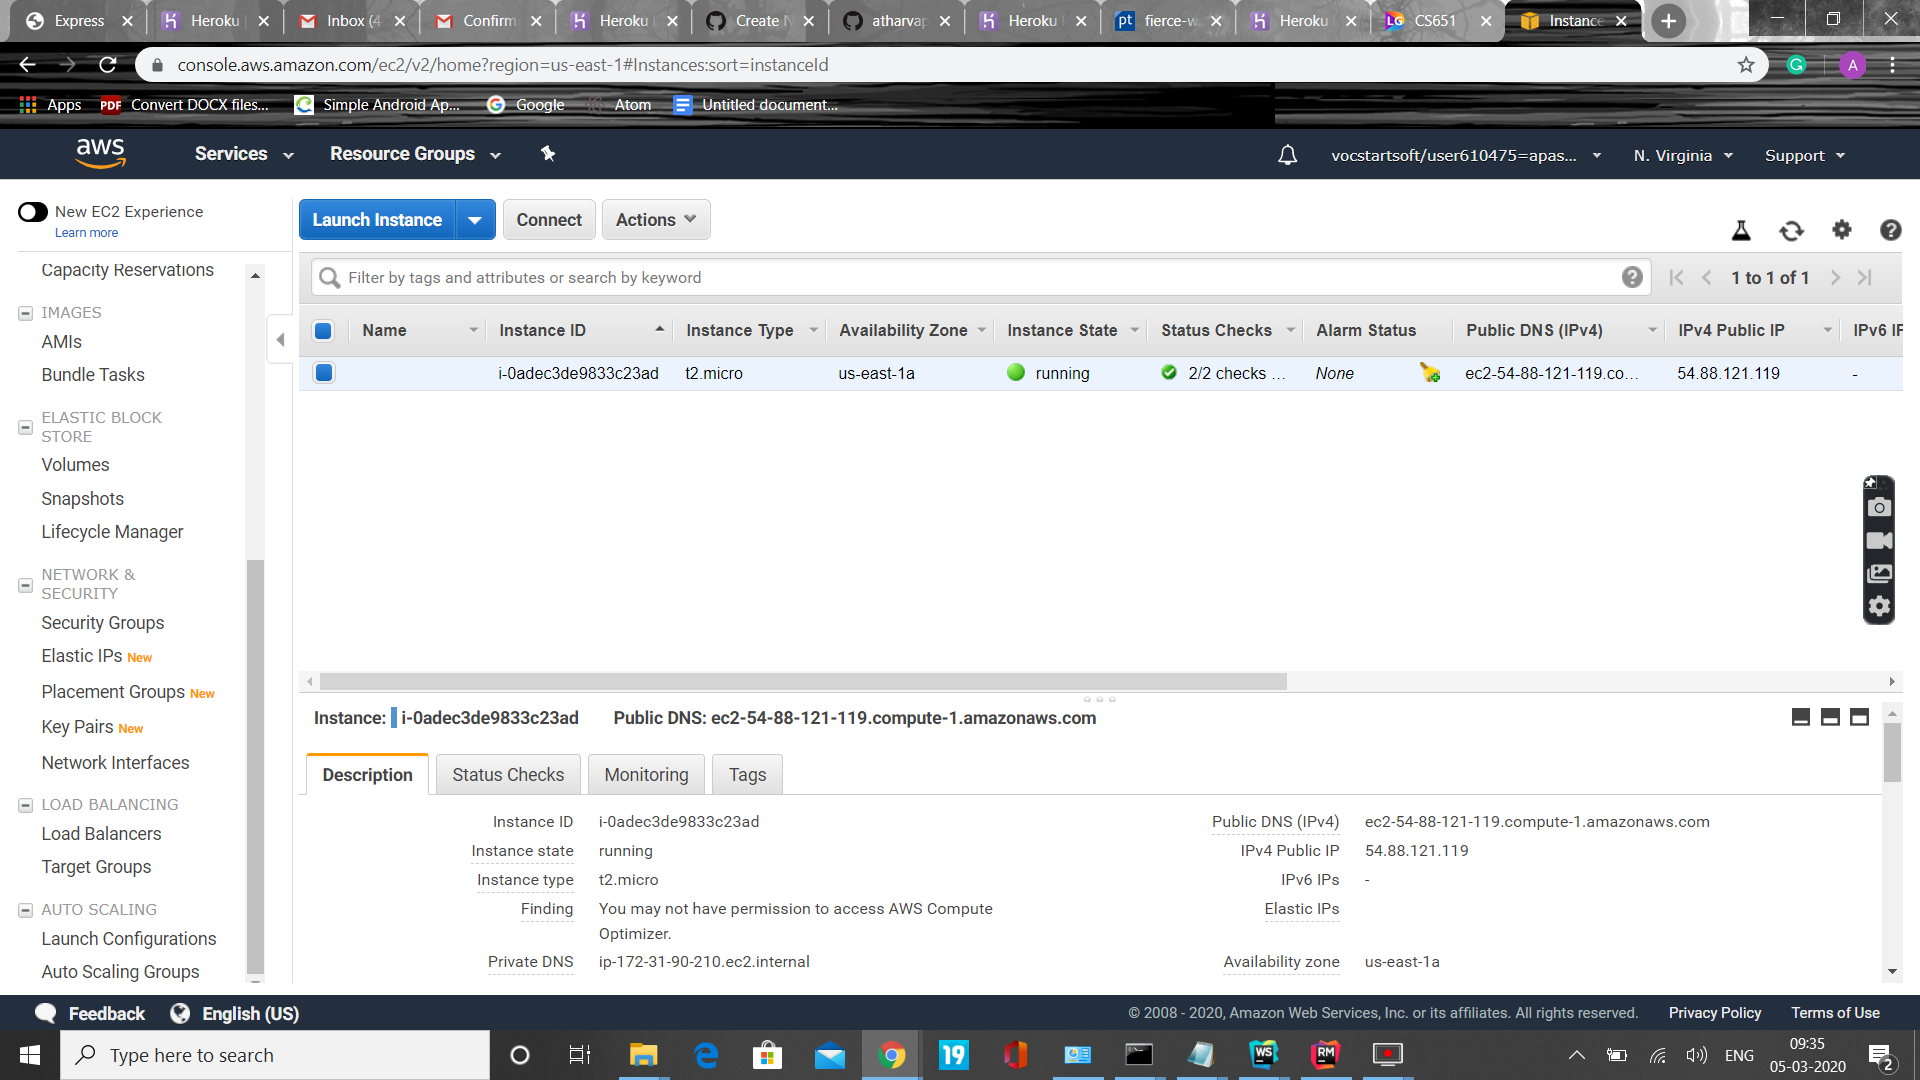 Express
Heroku
Inbox (4
Confirm
Heroku
Create N
atharvap
Heroku
pt
fierce-w
Heroku
LG
CS651
Instance
console.aws.amazon.com/ec2/v2/home?region=us-east-1#Instances:sort=instanceId
G
A
Apps
PDF
Convert DOCX files...
Simple Android Ap...
Google
Atom
Untitled document...
aws
Services
Resource Groups
vocstartsoft/user610475=apas...
N. Virginia
Support
New EC2 Experience
Learn more
Launch Instance
Connect
Actions
Capacity Reservations
IMAGES
AMIs
Bundle Tasks
ELASTIC BLOCK
STORE
Volumes
Snapshots
Lifecycle Manager
NETWORK &
SECURITY
Security Groups
Elastic IPs New
Placement Groups New
Key Pairs New
Network Interfaces
LOAD BALANCING
Load Balancers
Target Groups
AUTO SCALING
Launch Configurations
Auto Scaling Groups
Filter by tags and attributes or search by keyword
1 to 1 of 1
Name Instance ID Instance Type Availability Zone Instance State Status Checks Alarm Status Public DNS (IPv4) IPv4 Public IP IPv6 IP
i-0adec3de9833c23ad t2.micro us-east-1a running 2/2 checks ... None ec2-54-88-121-119.co... 54.88.121.119 -
Instance: i-0adec3de9833c23ad Public DNS: ec2-54-88-121-119.compute-1.amazonaws.com
Description
Status Checks
Monitoring
Tags
Instance ID i-0adec3de9833c23ad
Instance state running
Instance type t2.micro
Finding You may not have permission to access AWS Compute
Optimizer.
Private DNS ip-172-31-90-210.ec2.internal
Public DNS (IPv4) ec2-54-88-121-119.compute-1.amazonaws.com
IPv4 Public IP 54.88.121.119
IPv6 IPs -
Elastic IPs
Availability zone us-east-1a
Feedback
English (US)
© 2008 - 2020, Amazon Web Services, Inc. or its affiliates. All rights reserved.
Privacy Policy
Terms of Use
Type here to search
19
WS
RM
ENG
09:35
05-03-2020
2